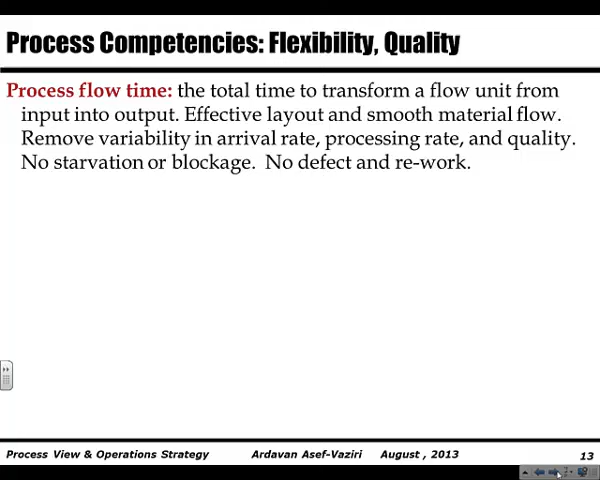 Process Competencies: Flexibility, Quality
Process flow time: the total time to transform a flow unit from
input into output. Effective layout and smooth material flow.
Remove variability in arrival rate, processing rate, and quality.
No starvation or blockage. No defect and re-work.
Process View & Operations Strategy Ardavan Asef-Vaziri August , 2013 13